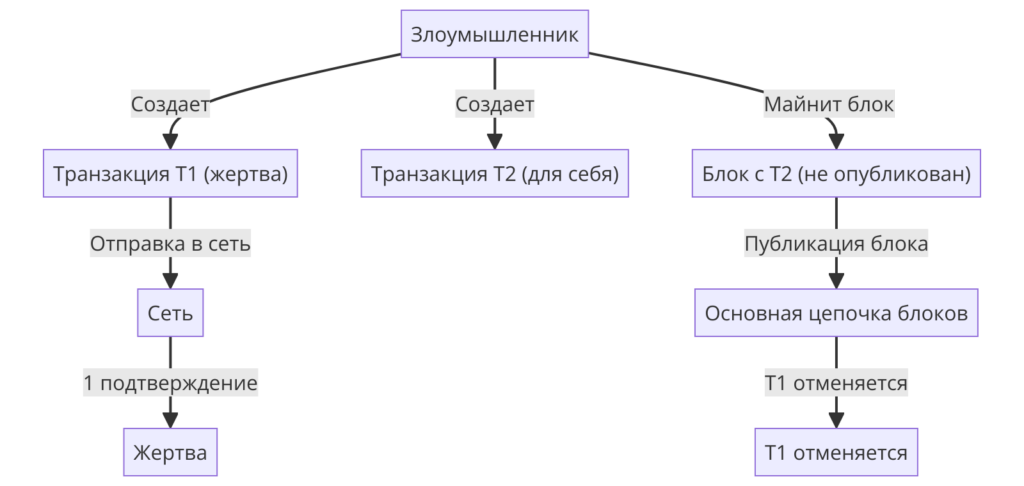 Злоумышленник
Создает
Создает
Майнит блок
Транзакция T1 (жертва)
Транзакция T2 (для себя)
Блок с T2 (не опубликован)
Отправка в сеть
Публикация блока
Сеть
Основная цепочка блоков
1 подтверждение
T1 отменяется
Жертва
T1 отменяется